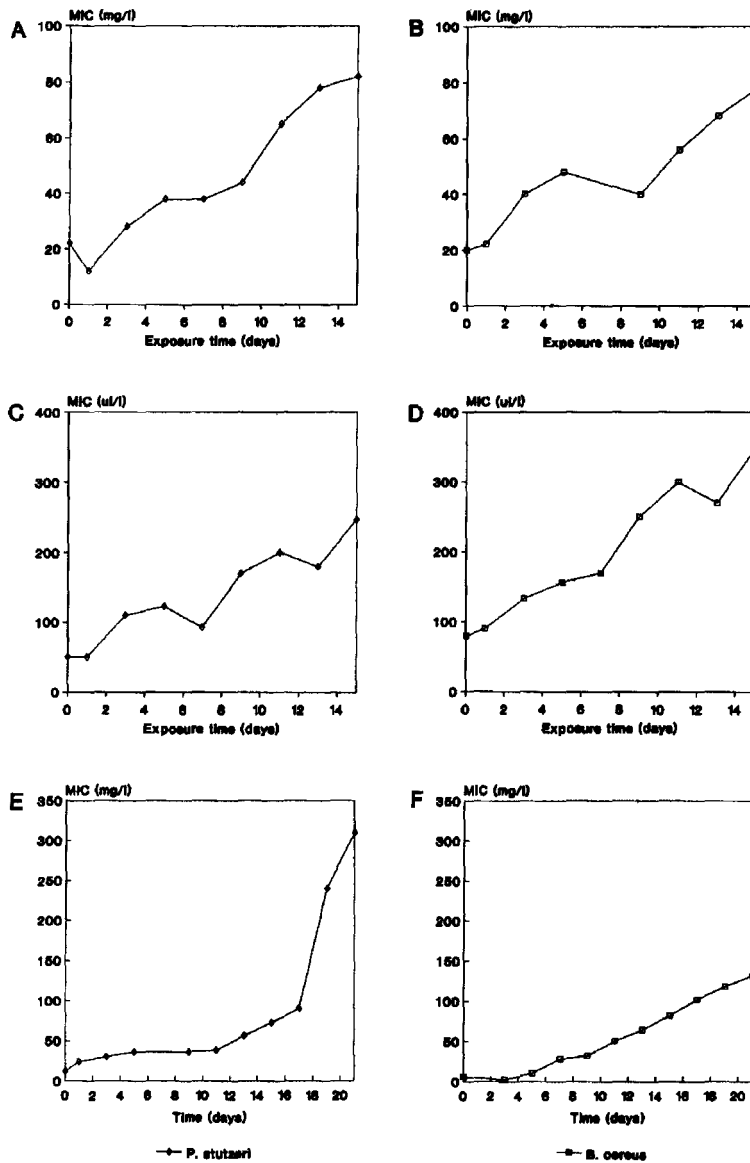 A
MIC (mg/l)
100
80
60
40
20
0
0 2 4 6 8 10 12 14
Exposure time (days)
B
MIC (mg/l)
100
80
60
40
20
0
0 2 4 6 8 10 12 14
Exposure time (days)
C
MIC (ul/l)
400
300
200
100
0
0 2 4 6 8 10 12 14
Exposure time (days)
D
MIC (ul/l)
400
300
200
100
0
0 2 4 6 8 10 12 14
Exposure time (days)
E
MIC (mg/l)
350
300
250
200
150
100
50
0
0 2 4 6 8 10 12 14 16 18 20
Time (days)
F
MIC (mg/l)
350
300
250
200
150
100
50
0
0 2 4 6 8 10 12 14 16 18 20
Time (days)
P. stutzeri
B. cereus